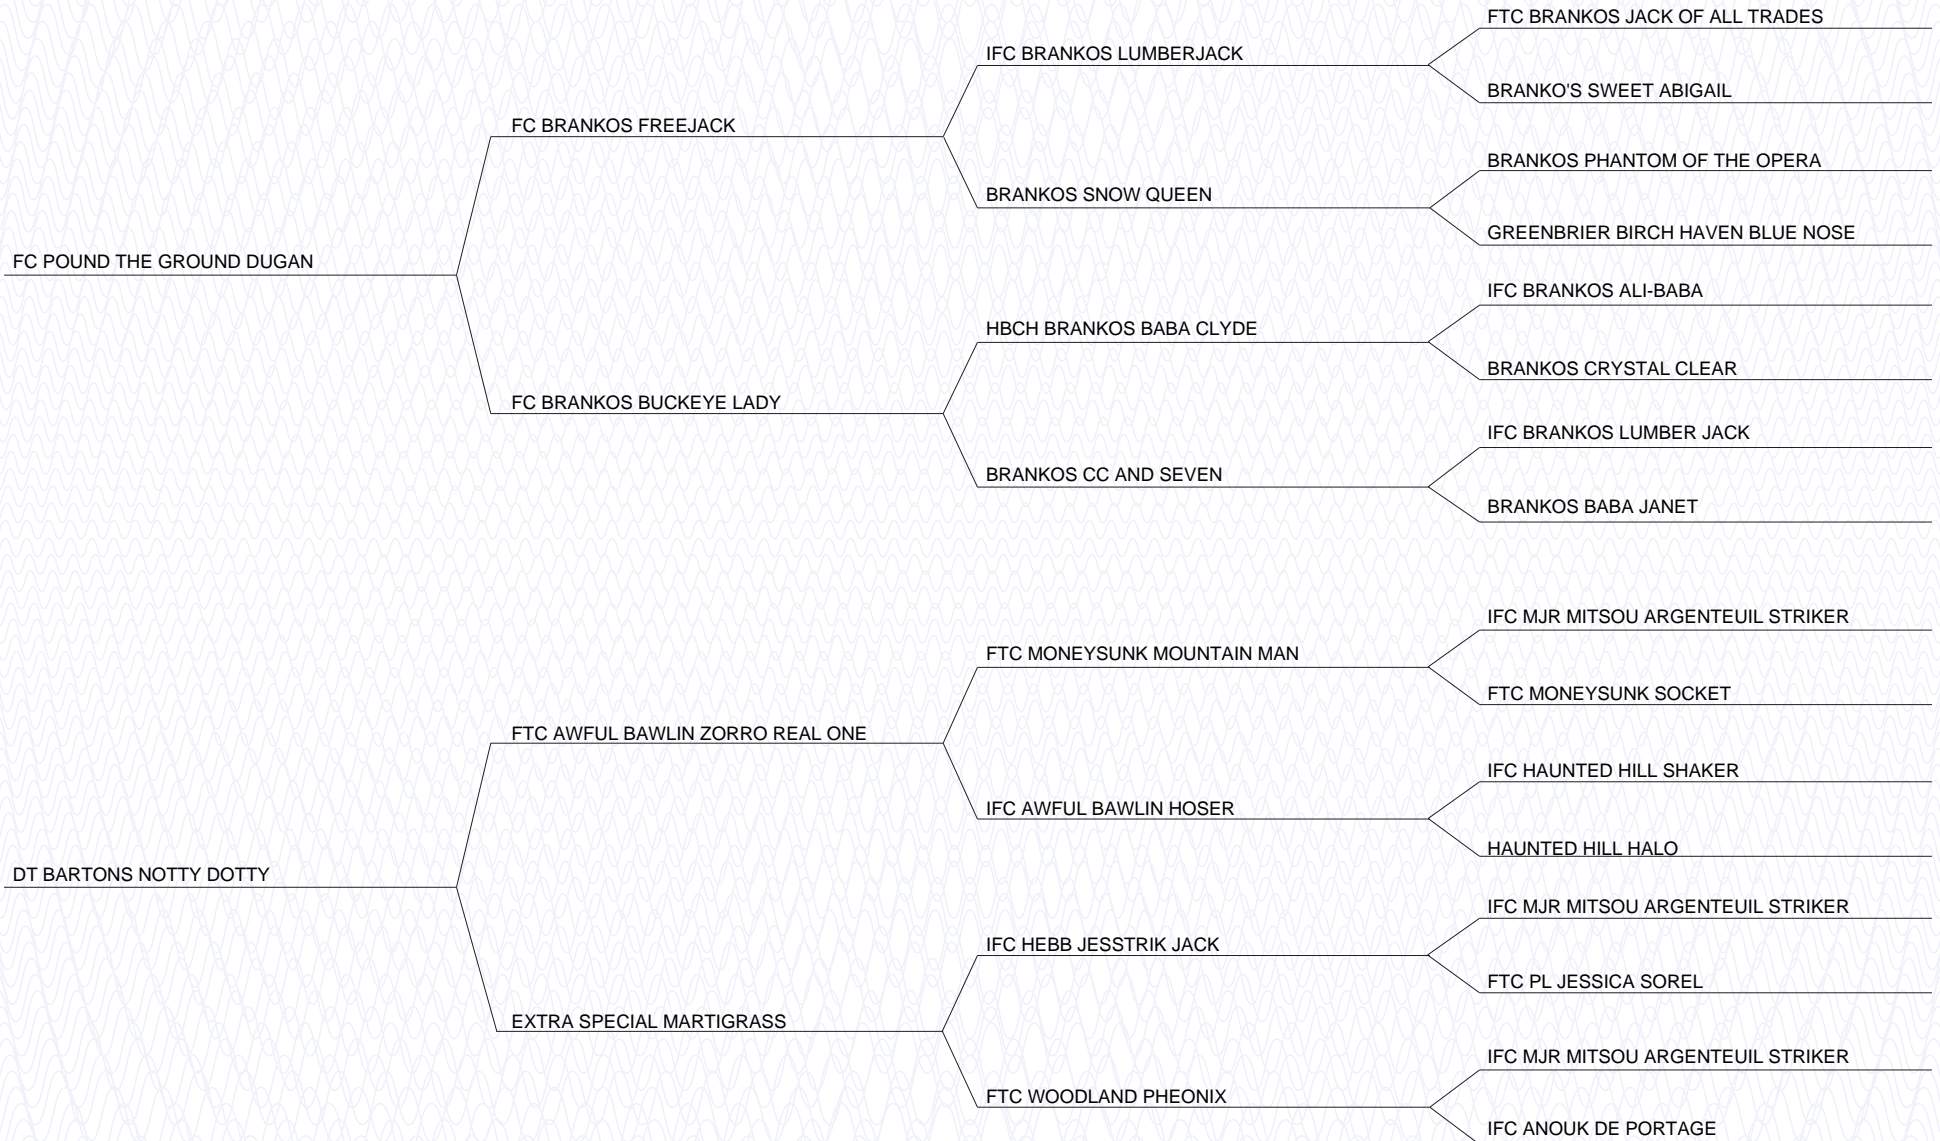 FTC BRANKOS JACK OF ALL TRADES
IFC BRANKOS LUMBERJACK
BRANKO'S SWEET ABIGAIL
FC BRANKOS FREEJACK
BRANKOS PHANTOM OF THE OPERA
BRANKOS SNOW QUEEN
GREENBRIER BIRCH HAVEN BLUE NOSE
FC POUND THE GROUND DUGAN
IFC BRANKOS ALI-BABA
HBCH BRANKOS BABA CLYDE
BRANKOS CRYSTAL CLEAR
FC BRANKOS BUCKEYE LADY
IFC BRANKOS LUMBER JACK
BRANKOS CC AND SEVEN
BRANKOS BABA JANET
IFC MJR MITSOU ARGENTEUIL STRIKER
FTC MONEYSUNK MOUNTAIN MAN
FTC MONEYSUNK SOCKET
FTC AWFUL BAWLIN ZORRO REAL ONE
IFC HAUNTED HILL SHAKER
IFC AWFUL BAWLIN HOSER
HAUNTED HILL HALO
DT BARTONS NOTTY DOTTY
IFC MJR MITSOU ARGENTEUIL STRIKER
IFC HEBB JESSTRIK JACK
FTC PL JESSICA SOREL
EXTRA SPECIAL MARTIGRASS
IFC MJR MITSOU ARGENTEUIL STRIKER
FTC WOODLAND PHEONIX
IFC ANOUK DE PORTAGE